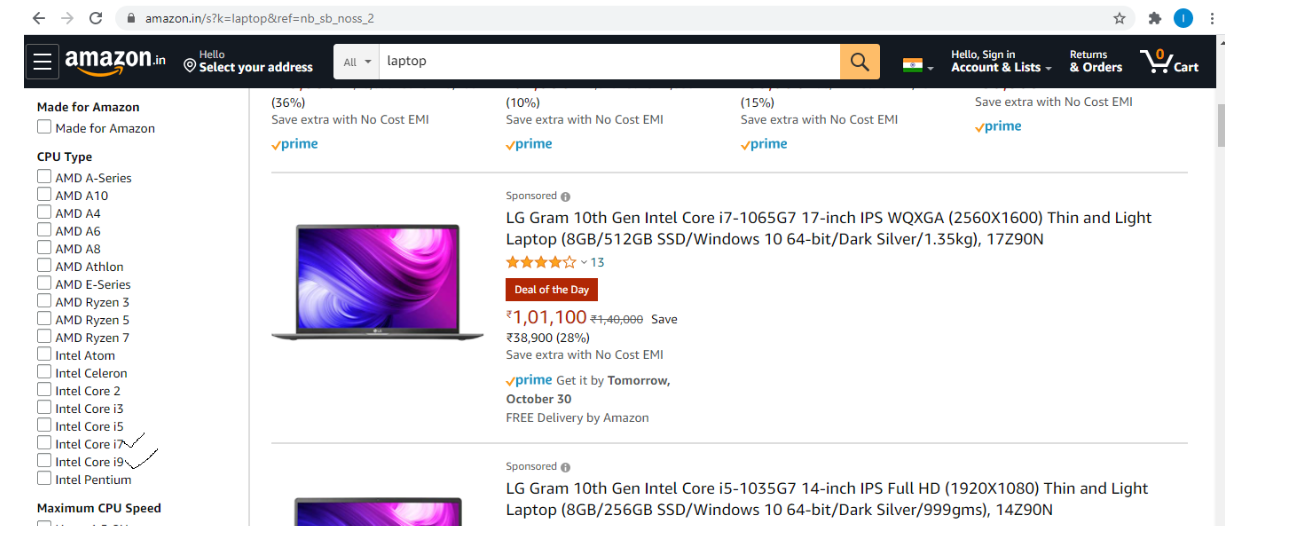 amazon.in/s?k=laptop&ref=nb_sb_noss_2
amazon.in
Hello
Select your address
All
laptop
Hello, Sign in
Account & Lists
Returns
& Orders
0
Cart
Made for Amazon
Made for Amazon
CPU Type
AMD A-Series
AMD A10
AMD A4
AMD A6
AMD A8
AMD Athlon
AMD E-Series
AMD Ryzen 3
AMD Ryzen 5
AMD Ryzen 7
Intel Atom
Intel Celeron
Intel Core 2
Intel Core i3
Intel Core i5
Intel Core i7
Intel Core i9
Intel Pentium
Maximum CPU Speed
(36%)
Save extra with No Cost EMI
prime
(10%)
Save extra with No Cost EMI
prime
(15%)
Save extra with No Cost EMI
prime
Save extra with No Cost EMI
prime
Sponsored
LG Gram 10th Gen Intel Core i7-1065G7 17-inch IPS WQXGA (2560X1600) Thin and Light
Laptop (8GB/512GB SSD/Windows 10 64-bit/Dark Silver/1.35kg), 17Z90N
13
Deal of the Day
₹1,01,100 ₹1,40,000 Save
₹38,900 (28%)
Save extra with No Cost EMI
prime Get it by Tomorrow,
October 30
FREE Delivery by Amazon
Sponsored
LG Gram 10th Gen Intel Core i5-1035G7 14-inch IPS Full HD (1920X1080) Thin and Light
Laptop (8GB/256GB SSD/Windows 10 64-bit/Dark Silver/999gms), 14Z90N